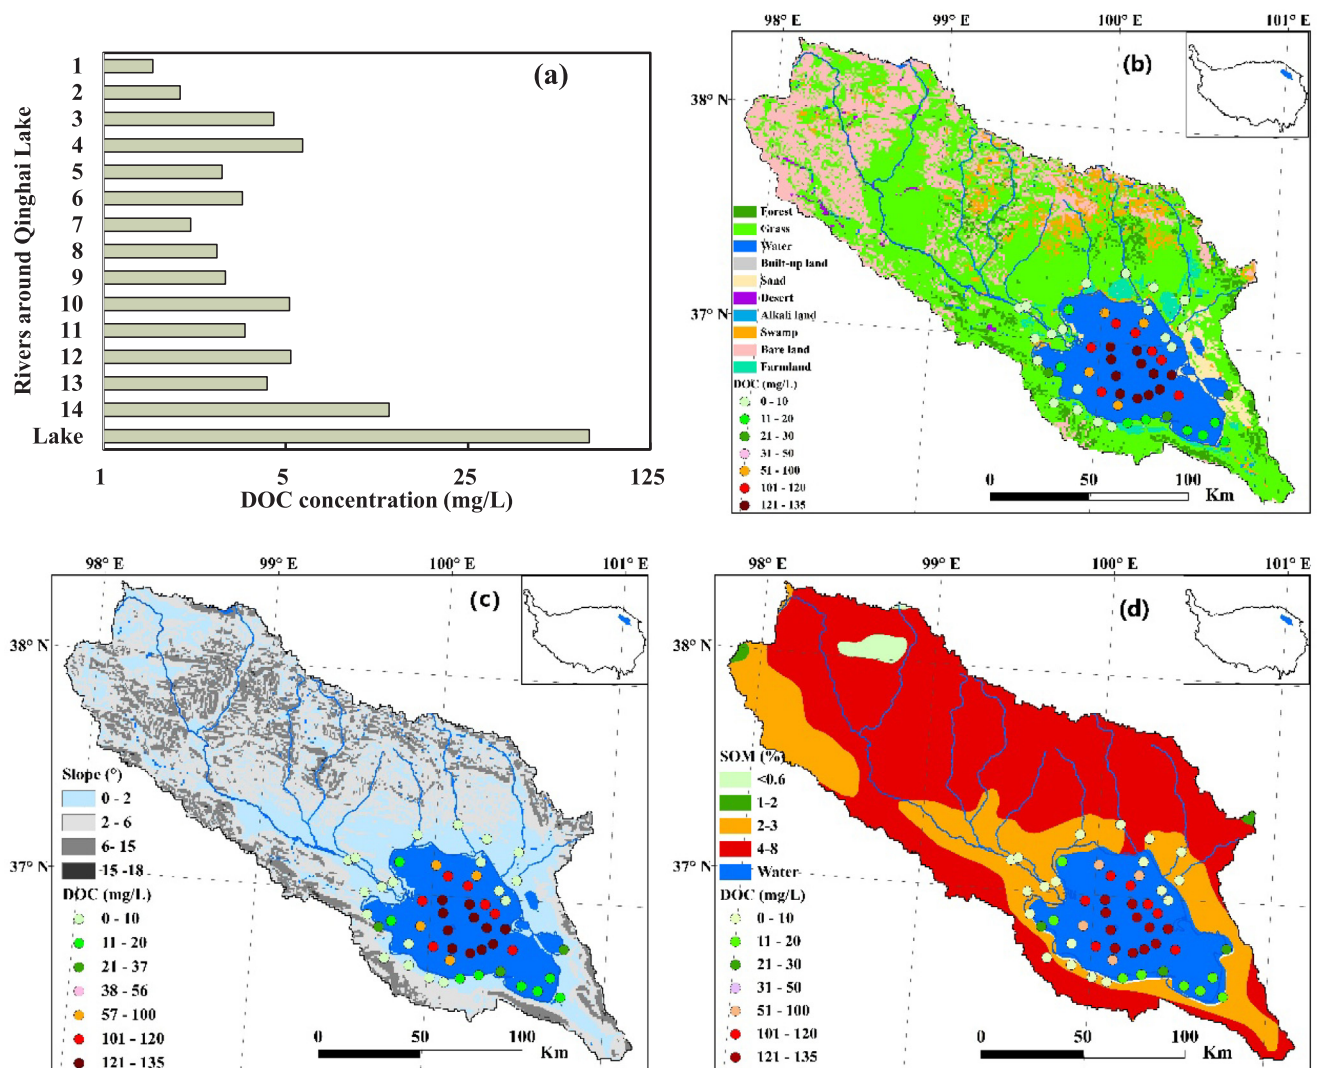 (a)
Rivers around Qinghai Lake
1
2
3
4
5
6
7
8
9
10
11
12
13
14
Lake
1 5 25 125
DOC concentration (mg/L)
98° E 99° E 100° E 101° E
(b)
38° N
37° N
Forest
Grass
Water
Built-up land
Sand
Desert
Alkali land
Swamp
Bare land
Farmland
DOC (mg/L)
0 - 10
11 - 20
21 - 30
31 - 50
51 - 100
101 - 120
121 - 135
0 50 100
Km
98° E 99° E 100° E 101° E
(c)
38° N
37° N
Slope (°)
0 - 2
2 - 6
6- 15
15 -18
DOC (mg/L)
0 - 10
11 - 20
21 - 37
38 - 56
57 - 100
101 - 120
121 - 135
0 50 100
Km
98° E 99° E 100° E 101° E
(d)
38° N
37° N
SOM (%)
<0.6
1-2
2-3
4-8
Water
DOC (mg/L)
0 - 10
11 - 20
21 - 30
31 - 50
51 - 100
101 - 120
121 - 135
0 50 100
Km